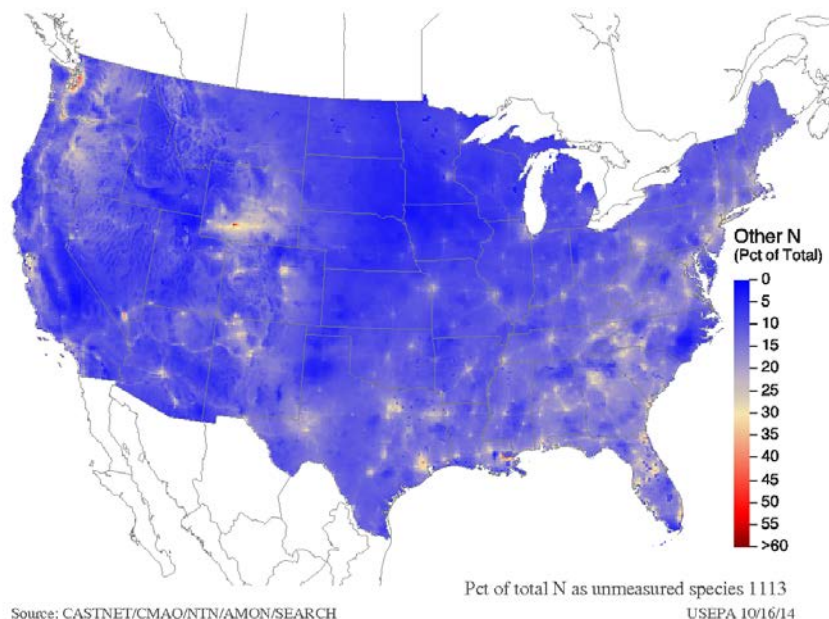 Other N
(Pct of Total)
0
5
10
15
20
25
30
35
40
45
50
55
>60
Pct of total N as unmeasured species 1113
Source: CASTNET/CMAQ/NTN/AMON/SEARCH
USEPA 10/16/14